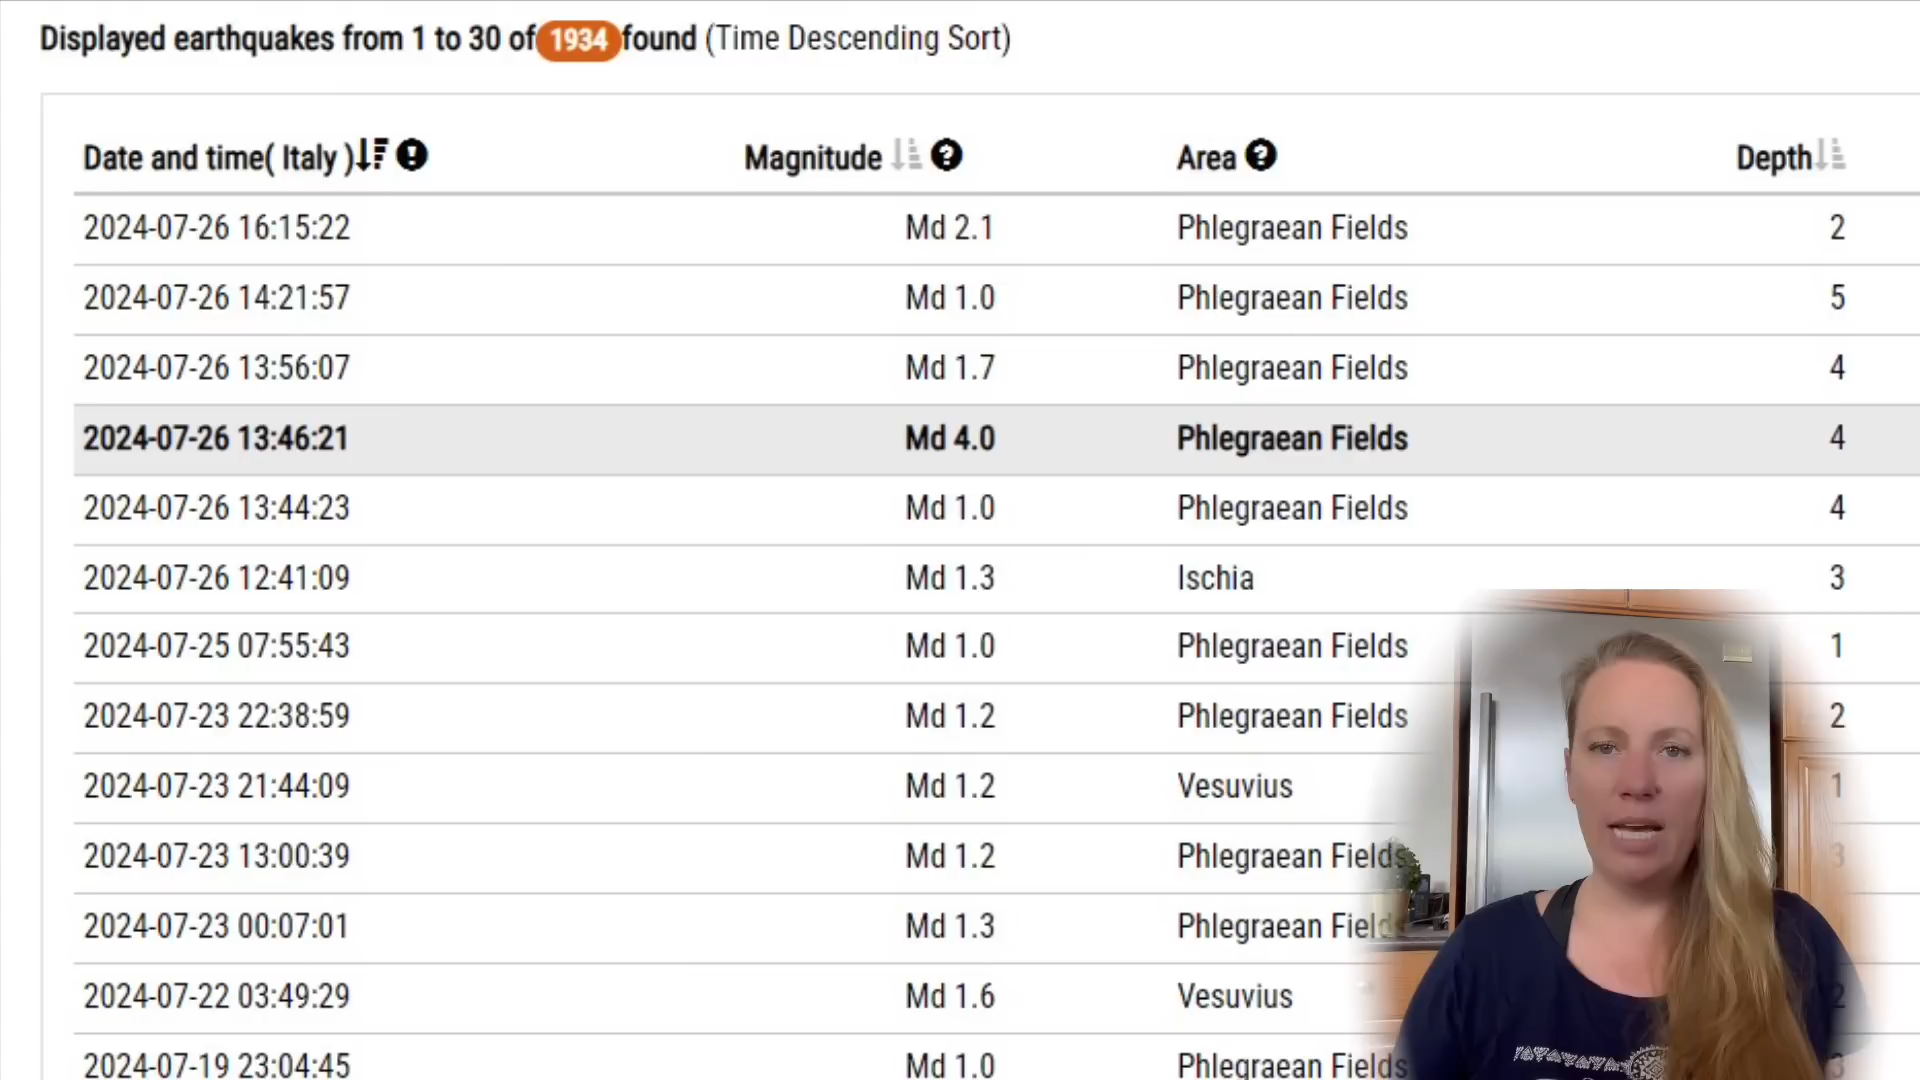 Displayed earthquakes from 1 to 30 of 1934 found (Time Descending Sort)
Date and time( Italy ) Magnitude Area Depth
2024-07-26 16:15:22 Md 2.1 Phlegraean Fields 2
2024-07-26 14:21:57 Md 1.0 Phlegraean Fields 5
2024-07-26 13:56:07 Md 1.7 Phlegraean Fields 4
2024-07-26 13:46:21 Md 4.0 Phlegraean Fields 4
2024-07-26 13:44:23 Md 1.0 Phlegraean Fields 4
2024-07-26 12:41:09 Md 1.3 Ischia 3
2024-07-25 07:55:43 Md 1.0 Phlegraean Fields 1
2024-07-23 22:38:59 Md 1.2 Phlegraean Fields 2
2024-07-23 21:44:09 Md 1.2 Vesuvius 1
2024-07-23 13:00:39 Md 1.2 Phlegraean Fields 3
2024-07-23 00:07:01 Md 1.3 Phlegraean Fields
2024-07-22 03:49:29 Md 1.6 Vesuvius 2
2024-07-19 23:04:45 Md 1.0 Phlegraean Fields 3